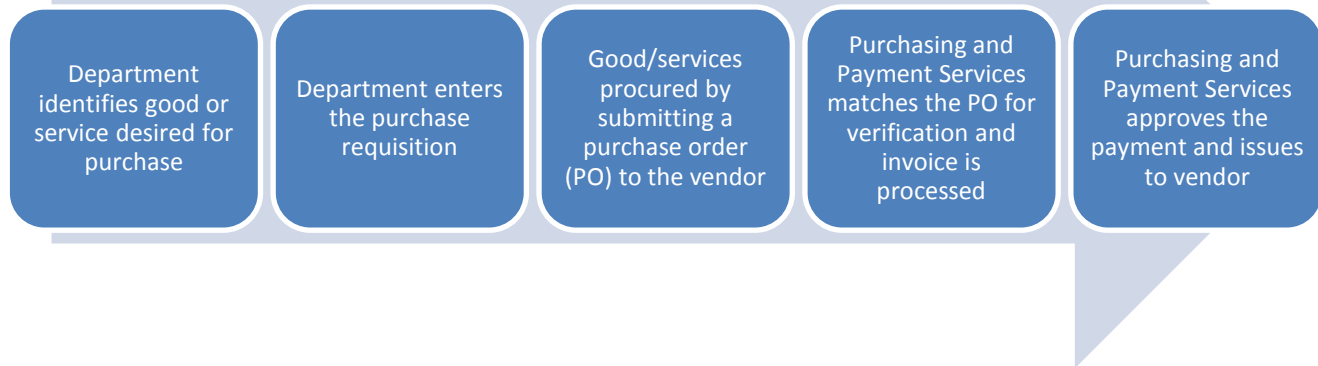 Department
identifies good or
service desired for
purchase
Department enters
the purchase
requisition
Good/services
procured by
submitting a
purchase order
(PO) to the vendor
Purchasing and
Payment Services
matches the PO for
verification and
invoice is
processed
Purchasing and
Payment Services
approves the
payment and issues
to vendor